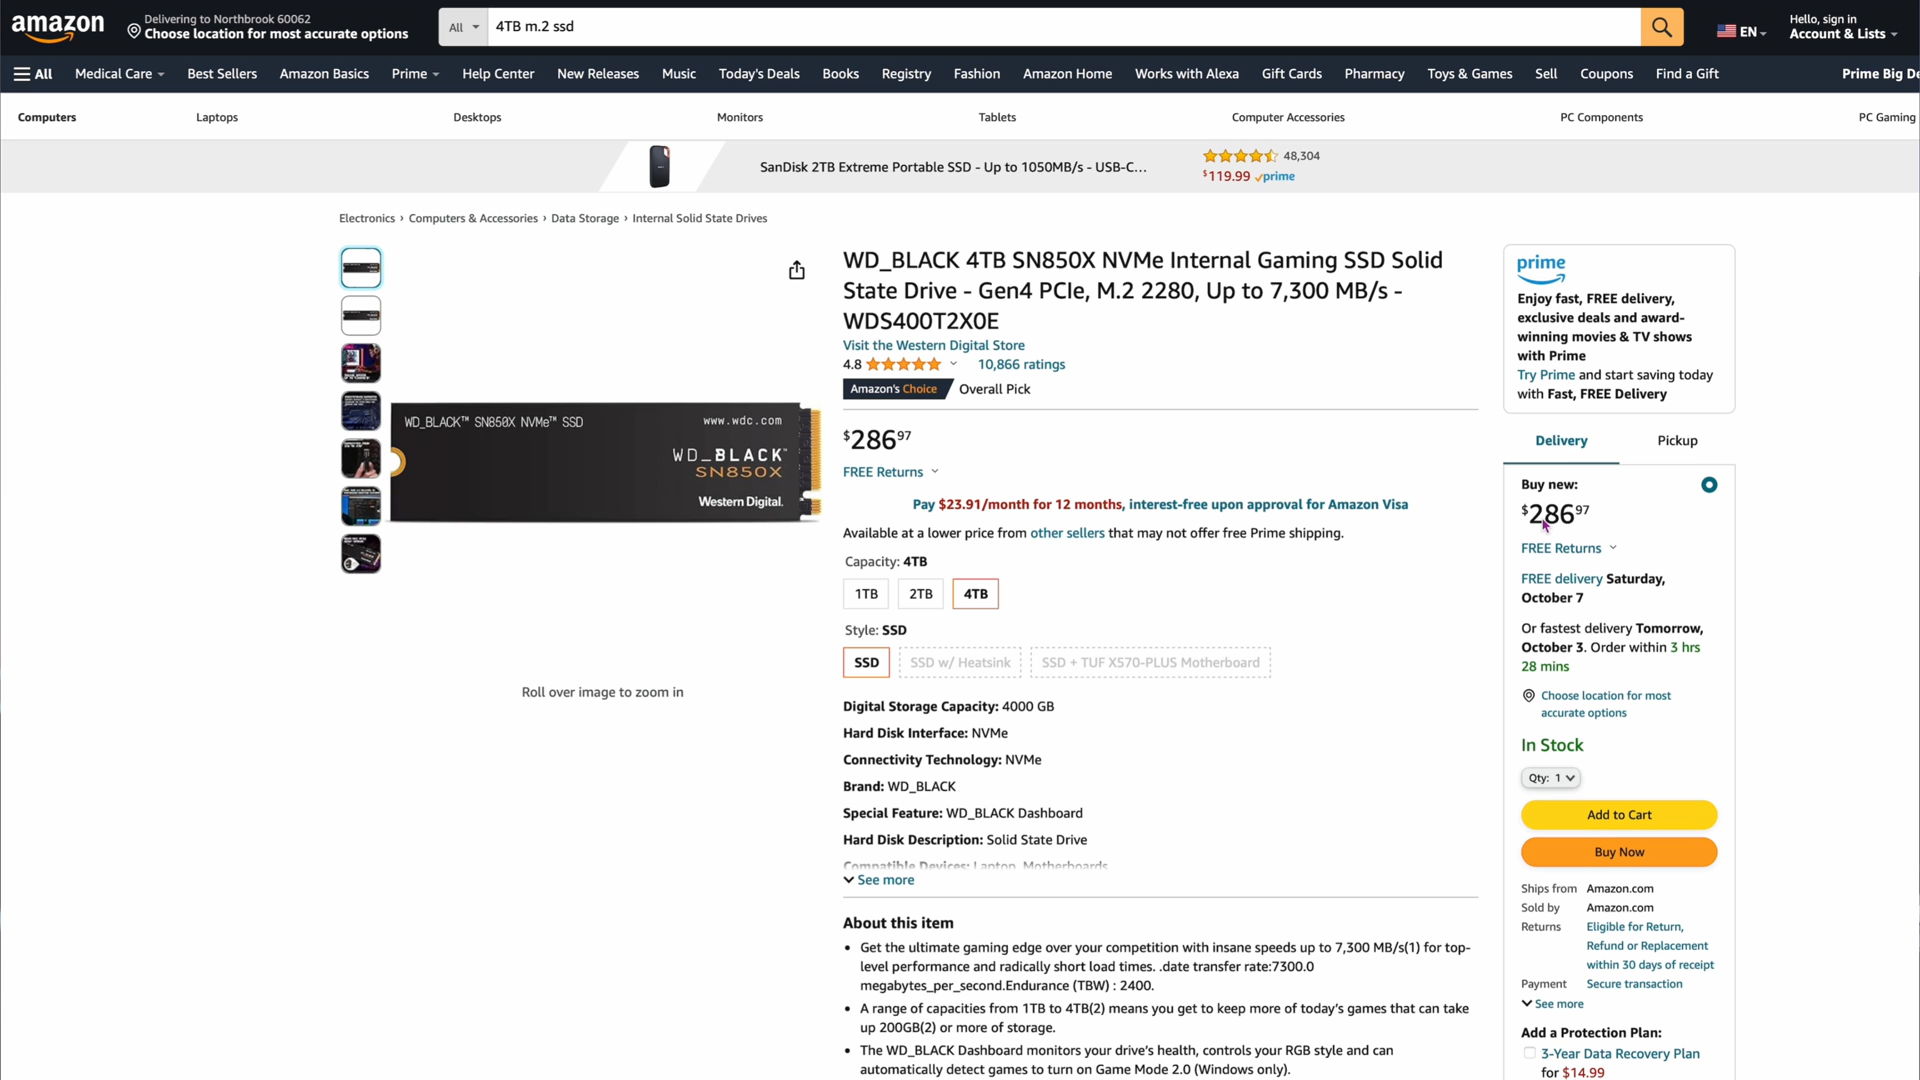 amazon
Delivering to Northbrook 60062
Choose location for most accurate options
All
4TB m.2 ssd
EN
Hello, sign in
Account & Lists
All
Medical Care
Best Sellers
Amazon Basics
Prime
Help Center
New Releases
Music
Today's Deals
Books
Registry
Fashion
Amazon Home
Works with Alexa
Gift Cards
Pharmacy
Toys & Games
Sell
Coupons
Find a Gift
Prime Big De
Computers
Laptops
Desktops
Monitors
Tablets
Computer Accessories
PC Components
PC Gaming
SanDisk 2TB Extreme Portable SSD - Up to 1050MB/s - USB-C...
48,304
$119.99 prime
Electronics › Computers & Accessories › Data Storage › Internal Solid State Drives
WD_BLACK™ SN850X NVMe™ SSD
www.wdc.com
WD_BLACK™
SN850X
Western Digital.
Roll over image to zoom in
WD_BLACK 4TB SN850X NVMe Internal Gaming SSD Solid
State Drive - Gen4 PCIe, M.2 2280, Up to 7,300 MB/s -
WDS400T2X0E
Visit the Western Digital Store
4.8
10,866 ratings
Amazon's Choice
Overall Pick
$286 97
FREE Returns
Pay $23.91/month for 12 months, interest-free upon approval for Amazon Visa
Available at a lower price from other sellers that may not offer free Prime shipping.
Capacity: 4TB
1TB
2TB
4TB
Style: SSD
SSD
SSD w/ Heatsink
SSD + TUF X570-PLUS Motherboard
Digital Storage Capacity: 4000 GB
Hard Disk Interface: NVMe
Connectivity Technology: NVMe
Brand: WD_BLACK
Special Feature: WD_BLACK Dashboard
Hard Disk Description: Solid State Drive
Compatible Devices: Laptop, Motherboards
See more
About this item
• Get the ultimate gaming edge over your competition with insane speeds up to 7,300 MB/s(1) for top-
level performance and radically short load times. .date transfer rate:7300.0
megabytes_per_second.Endurance (TBW) : 2400.
• A range of capacities from 1TB to 4TB(2) means you get to keep more of today's games that can take
up 200GB(2) or more of storage.
• The WD_BLACK Dashboard monitors your drive's health, controls your RGB style and can
automatically detect games to turn on Game Mode 2.0 (Windows only).
prime
Enjoy fast, FREE delivery,
exclusive deals and award-
winning movies & TV shows
with Prime
Try Prime and start saving today
with Fast, FREE Delivery
Delivery
Pickup
Buy new:
$286 97
FREE Returns
FREE delivery Saturday,
October 7
Or fastest delivery Tomorrow,
October 3. Order within 3 hrs
28 mins
Choose location for most
accurate options
In Stock
Qty: 1
Add to Cart
Buy Now
Ships from Amazon.com
Sold by Amazon.com
Returns Eligible for Return,
Refund or Replacement
within 30 days of receipt
Payment Secure transaction
See more
Add a Protection Plan:
3-Year Data Recovery Plan
for $14.99